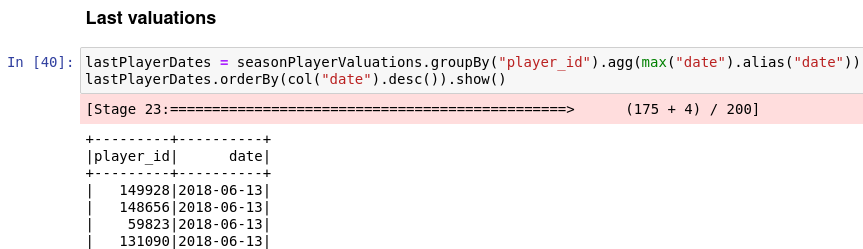 Last valuations
In [40]: lastPlayerDates = seasonPlayerValuations.groupBy("player_id").agg(max("date").alias("date"))
lastPlayerDates.orderBy(col("date").desc()).show()
[Stage 23:===============================================>      (175 + 4) / 200]
+---------+----------+
|player_id|      date|
+---------+----------+
|   149928|2018-06-13|
|   148656|2018-06-13|
|    59823|2018-06-13|
|   131090|2018-06-13|